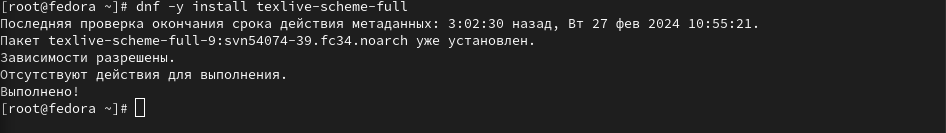 [root@fedora ~]# dnf -y install texlive-scheme-full
Последняя проверка окончания срока действия метаданных: 3:02:30 назад, Вт 27 фев 2024 10:55:21.
Пакет texlive-scheme-full-9:svn54074-39.fc34.noarch уже установлен.
Зависимости разрешены.
Отсутствуют действия для выполнения.
Выполнено!
[root@fedora ~]#